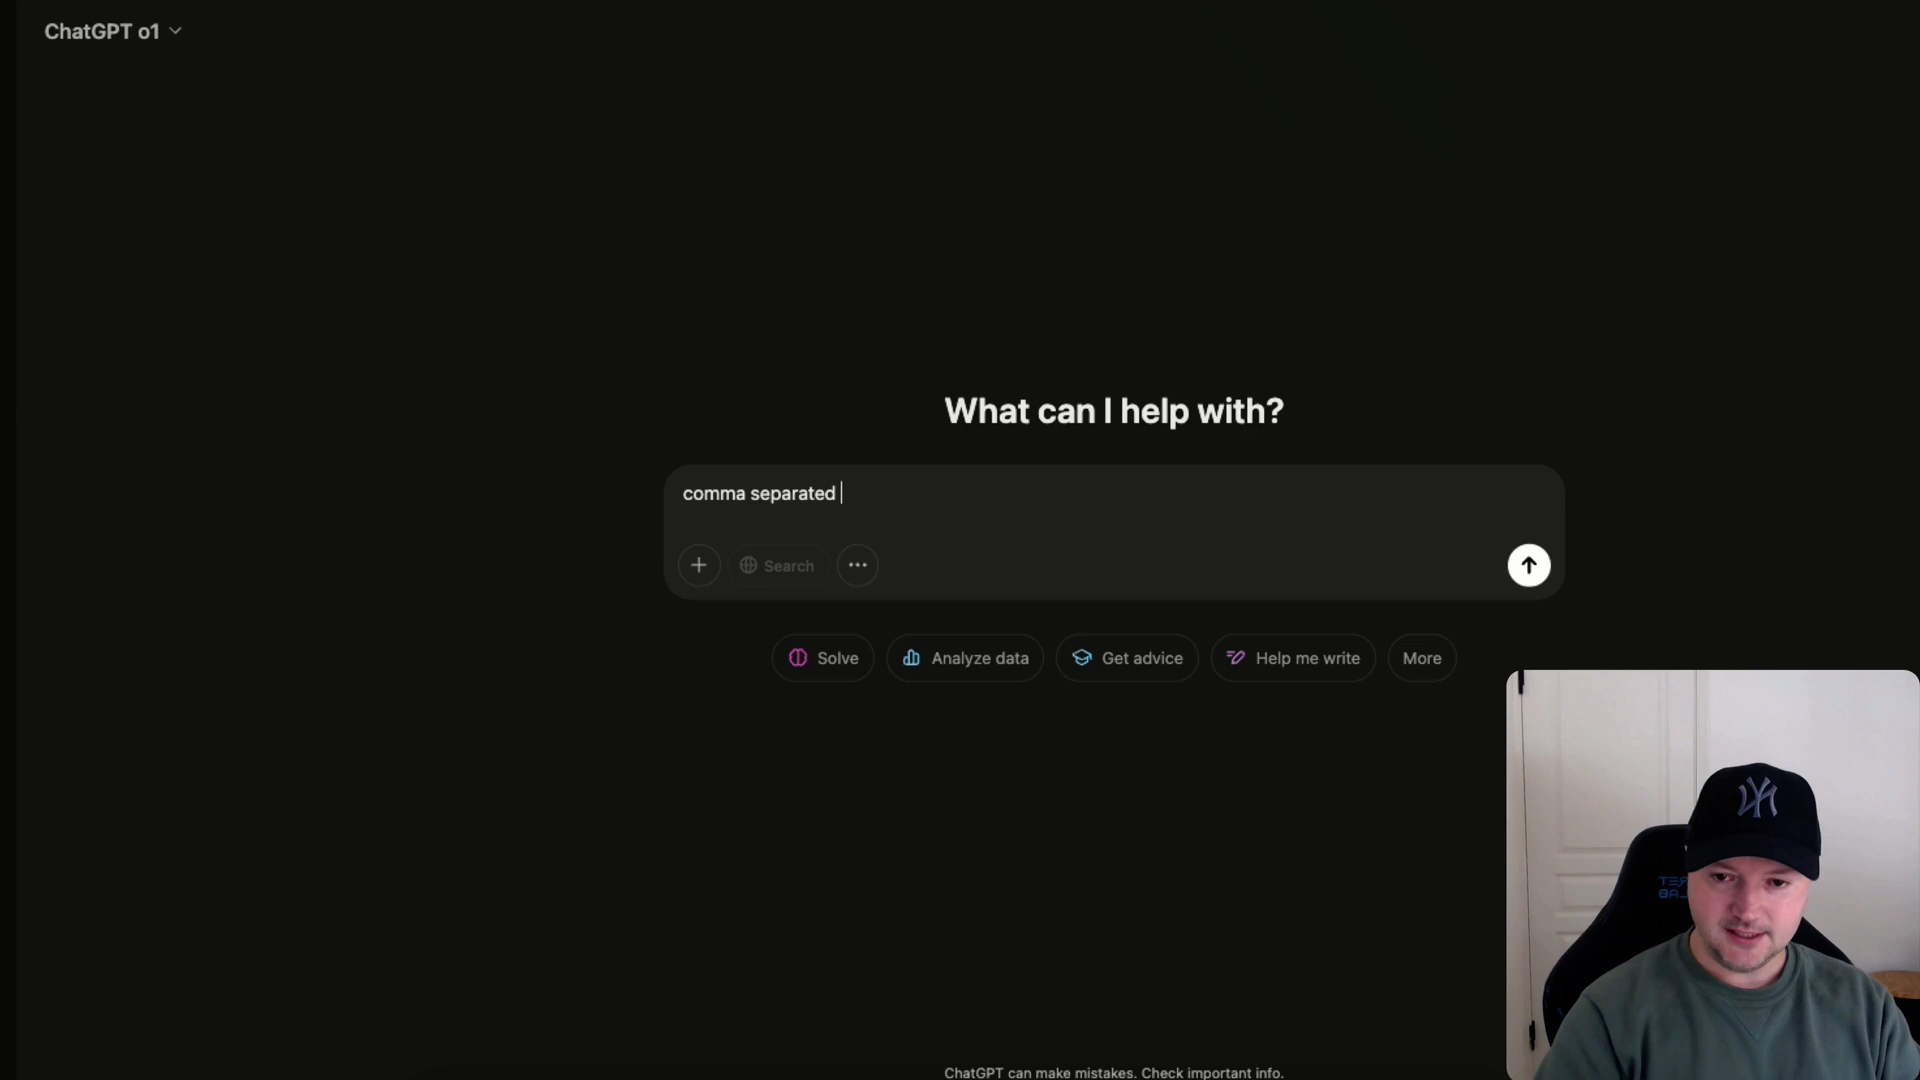 ChatGPT o1
What can I help with?
comma separated
Search
Solve
Analyze data
Get advice
Help me write
More
ChatGPT can make mistakes. Check important info.